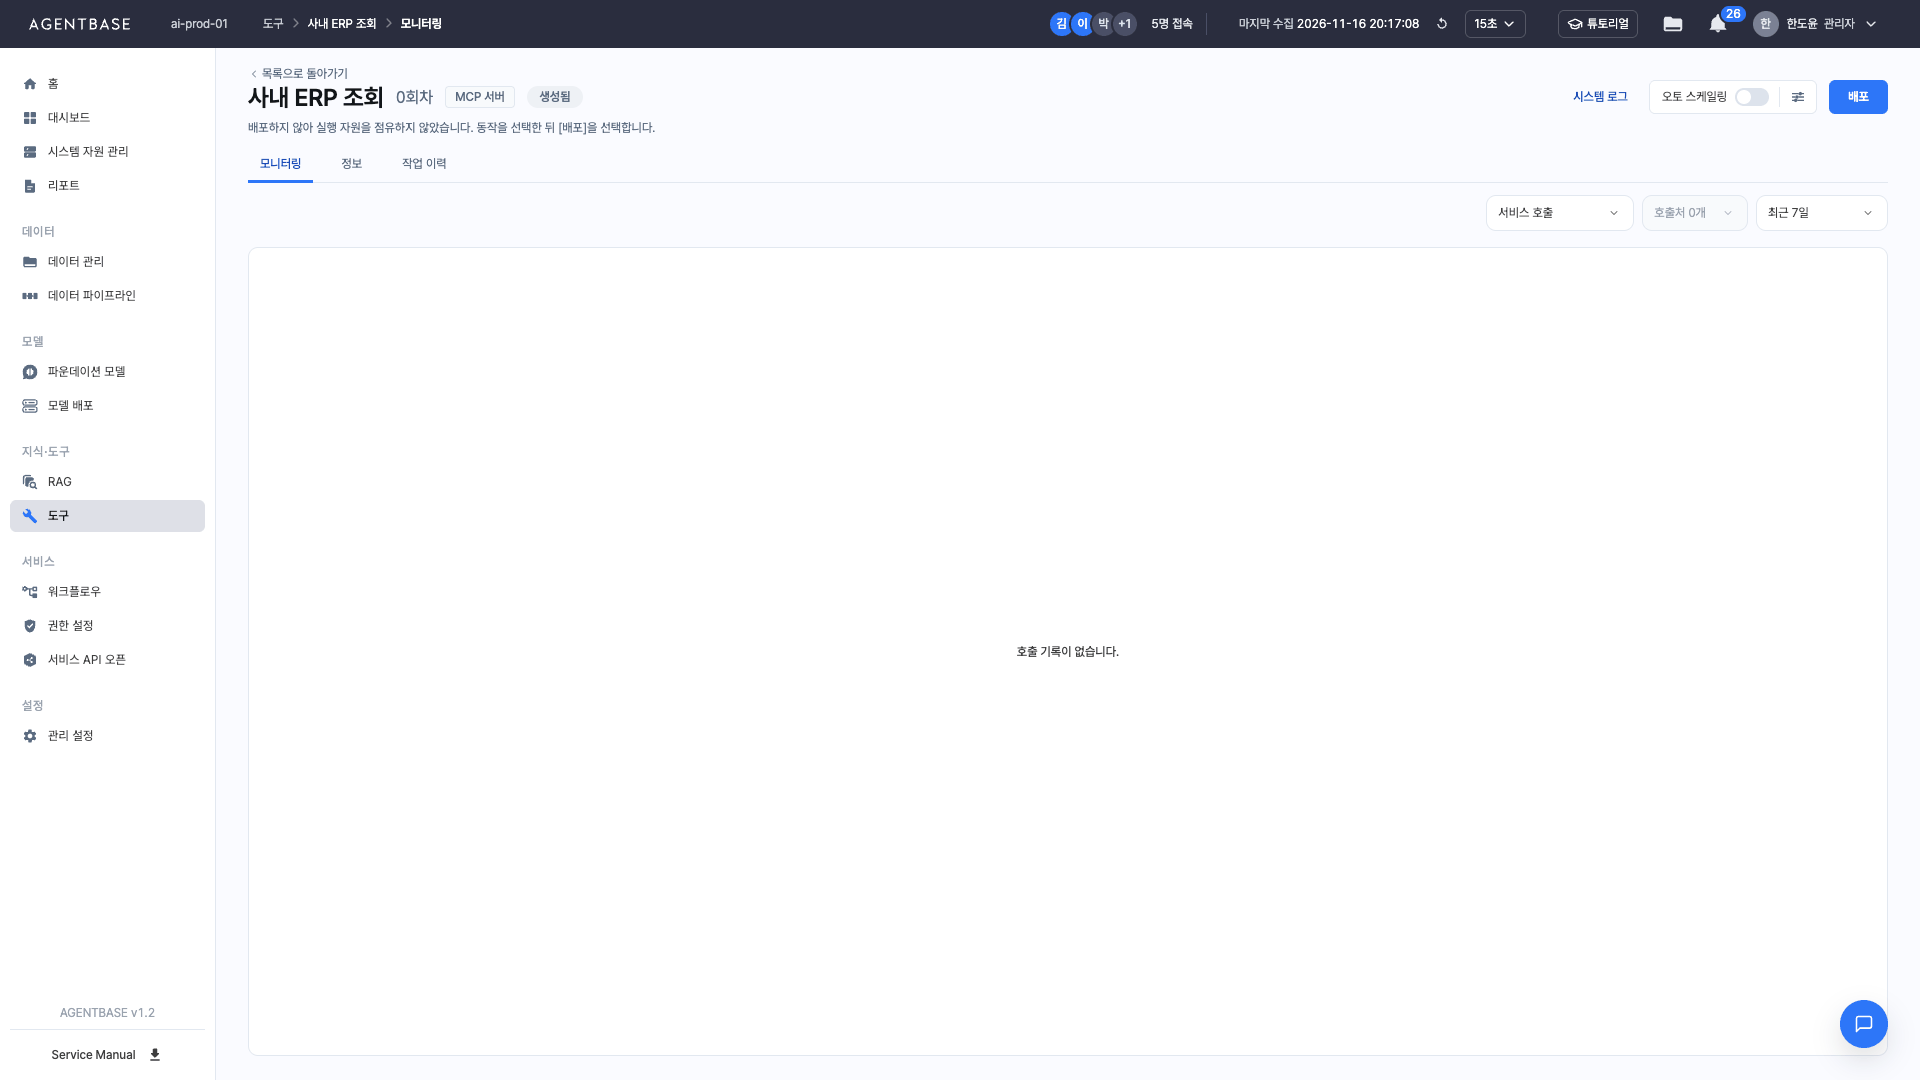 AGENTBASE
ai-prod-01
도구
사내 ERP 조회
모니터링
김
이
박
+1
5명 접속
마지막 수집 2026-11-16 20:17:08
15초
튜토리얼
26
한
한도윤 관리자
홈
대시보드
시스템 자원 관리
리포트
데이터
데이터 관리
데이터 파이프라인
모델
파운데이션 모델
모델 배포
지식·도구
RAG
도구
서비스
워크플로우
권한 설정
서비스 API 오픈
설정
관리 설정
AGENTBASE v1.2
Service Manual
목록으로 돌아가기
사내 ERP 조회
0회차
MCP 서버
생성됨
배포하지 않아 실행 자원을 점유하지 않았습니다. 동작을 선택한 뒤 [배포]을 선택합니다.
시스템 로그
오토 스케일링
배포
모니터링
정보
작업 이력
서비스 호출
호출처 0개
최근 7일
호출 기록이 없습니다.